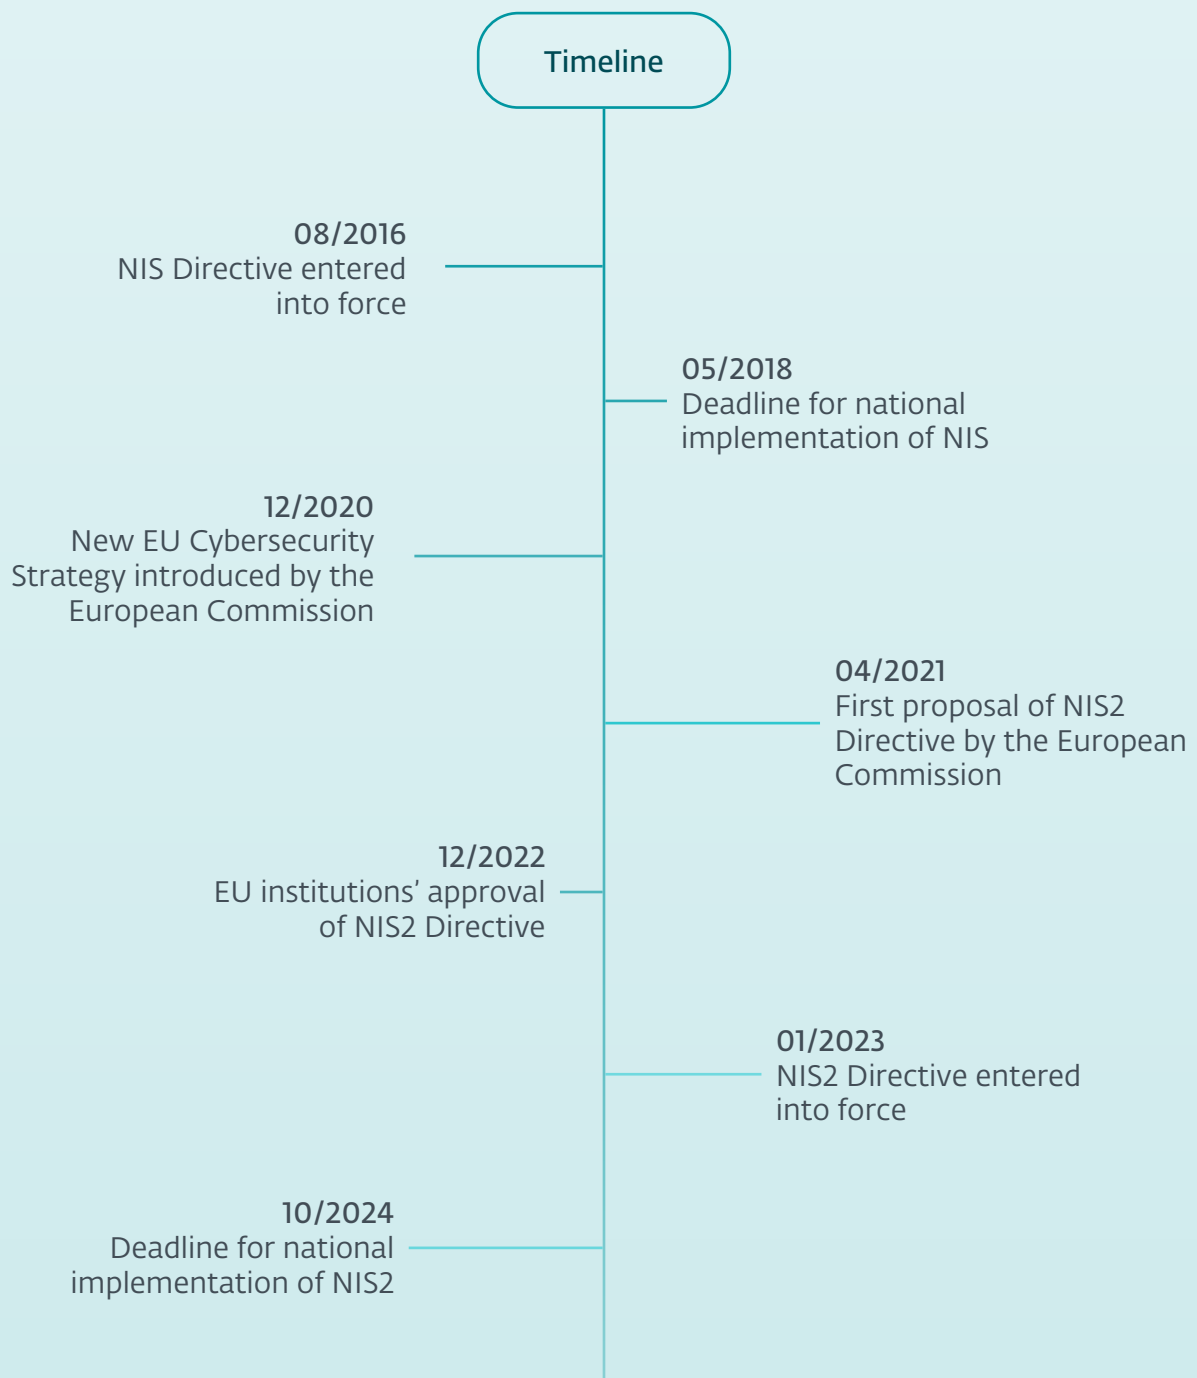 Timeline
08/2016
NIS Directive entered
into force
05/2018
Deadline for national
implementation of NIS
12/2020
New EU Cybersecurity
Strategy introduced by the
European Commission
04/2021
First proposal of NIS2
Directive by the European
Commission
12/2022
EU institutions’ approval
of NIS2 Directive
01/2023
NIS2 Directive entered
into force
10/2024
Deadline for national
implementation of NIS2